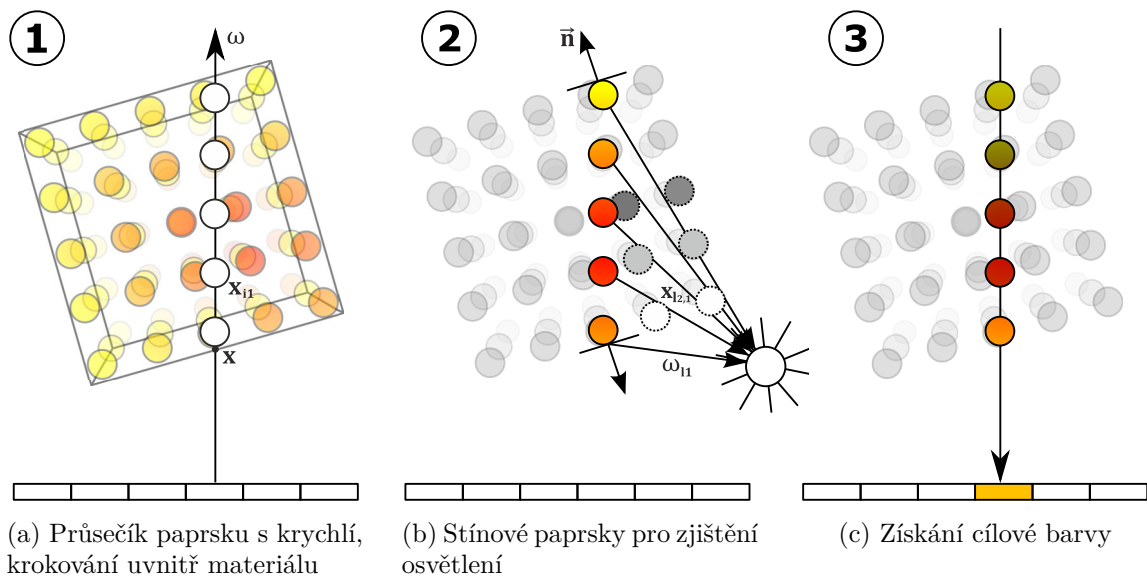 1
ω
x_i1
x
(a) Průsečík paprsku s krychlí,
krokování uvnitř materiálu
2
n⃗
x_l2,1
ω_l1
(b) Stínové paprsky pro zjištění
osvětlení
3
(c) Získání cílové barvy